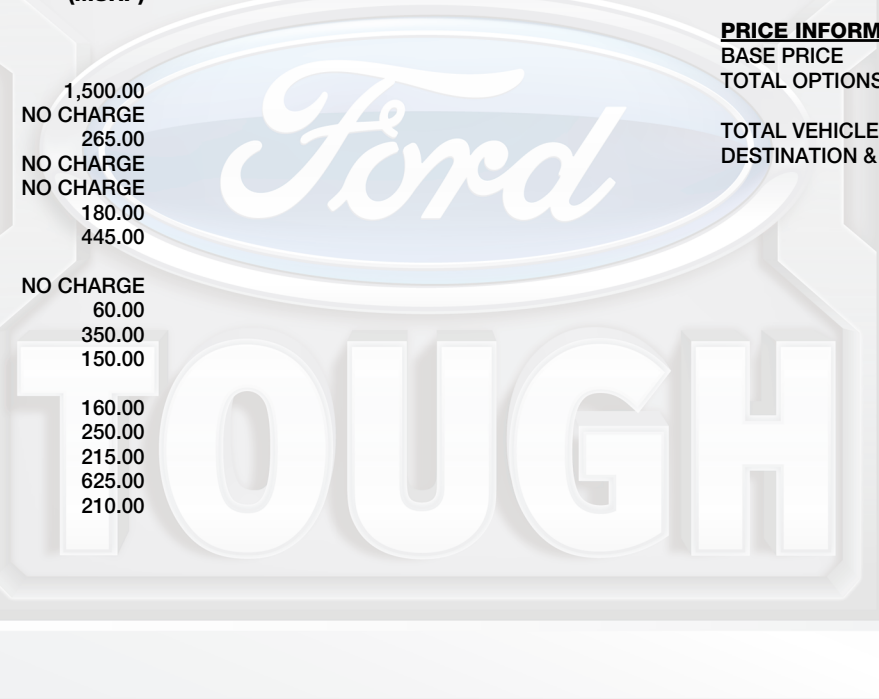 1,500.00
NO CHARGE
265.00
NO CHARGE
NO CHARGE
180.00
445.00
NO CHARGE
60.00
350.00
150.00
160.00
250.00
215.00
625.00
210.00
PRICE INFORM
BASE PRICE
TOTAL OPTIONS
TOTAL VEHICLE
DESTINATION &
Ford
TOUGH